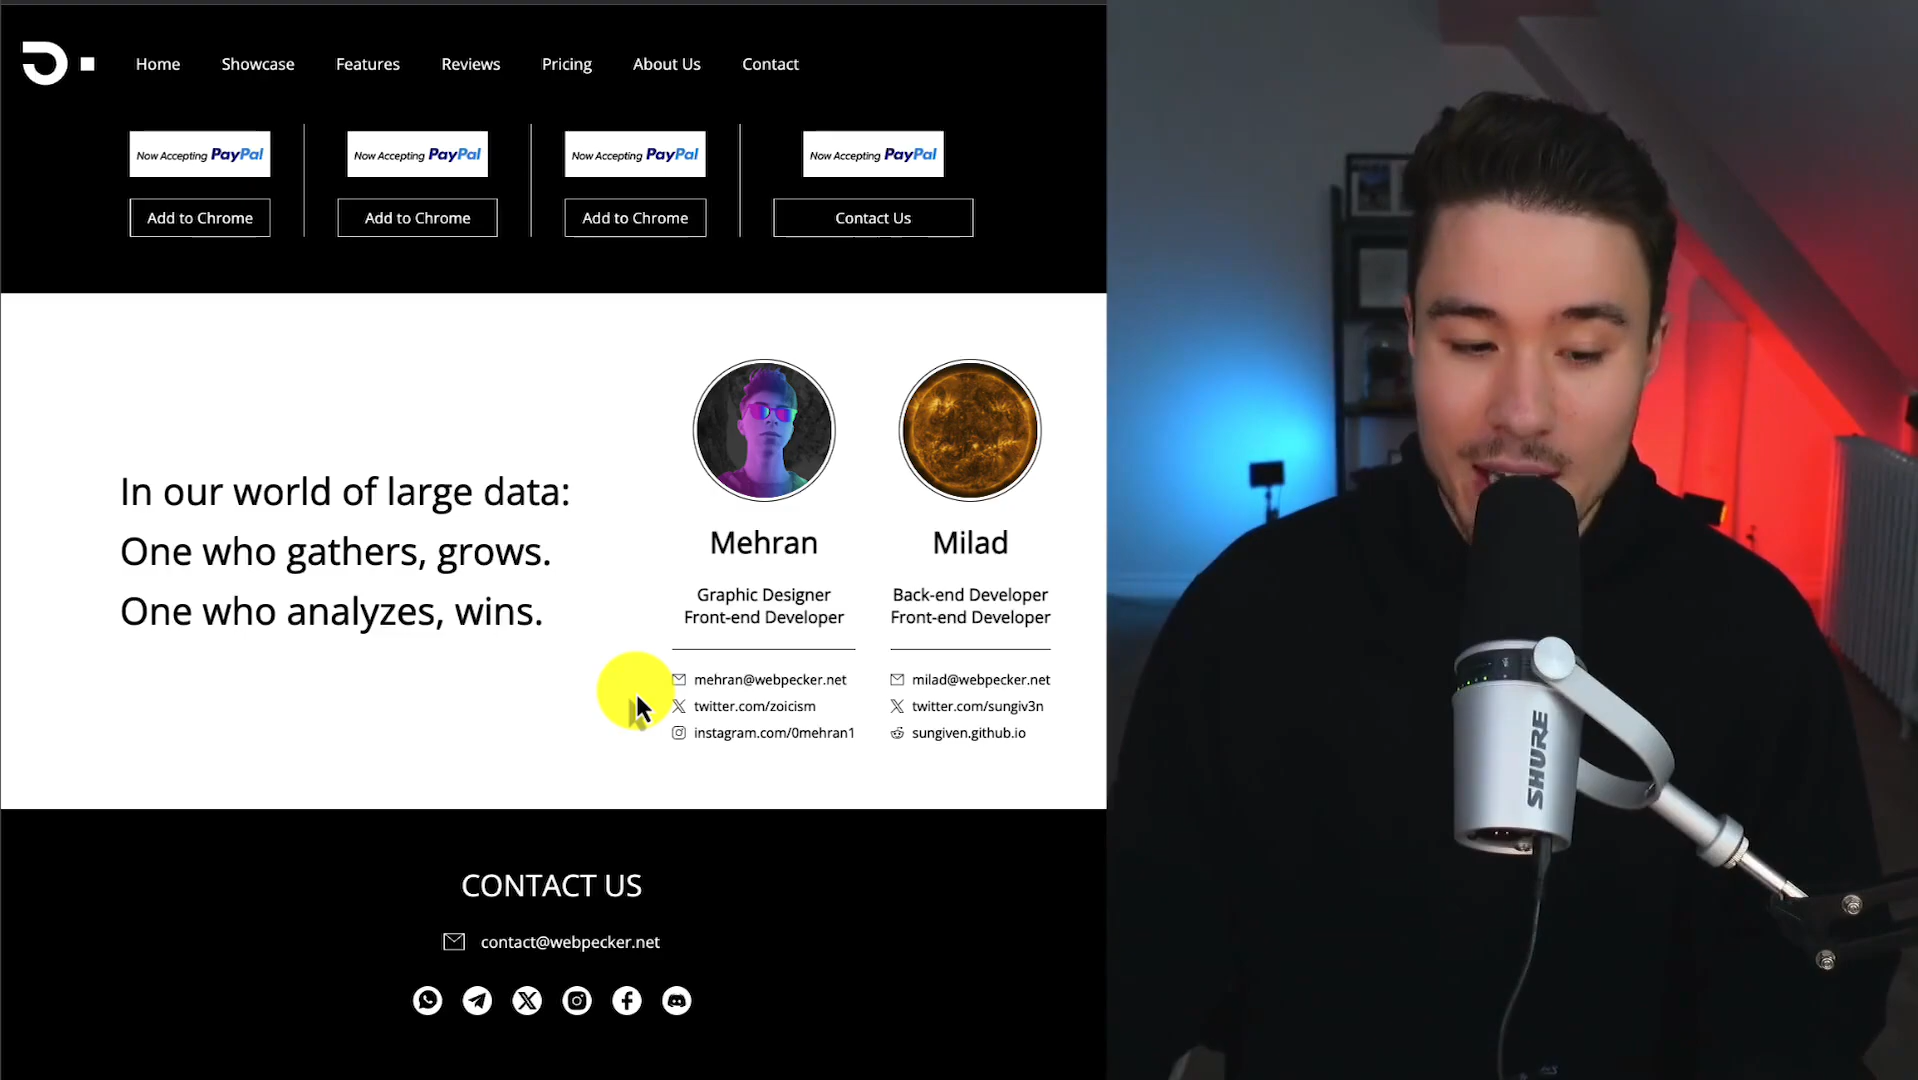 Home Showcase Features Reviews Pricing About Us Contact
Now Accepting PayPal Now Accepting PayPal Now Accepting PayPal Now Accepting PayPal
Add to Chrome Add to Chrome Add to Chrome Contact Us
In our world of large data:
One who gathers, grows.
One who analyzes, wins.
Mehran
Graphic Designer
Front-end Developer
mehran@webpecker.net
twitter.com/zoicism
instagram.com/0mehran1
Milad
Back-end Developer
Front-end Developer
milad@webpecker.net
twitter.com/sungiv3n
sungiven.github.io
CONTACT US
contact@webpecker.net
SHURE